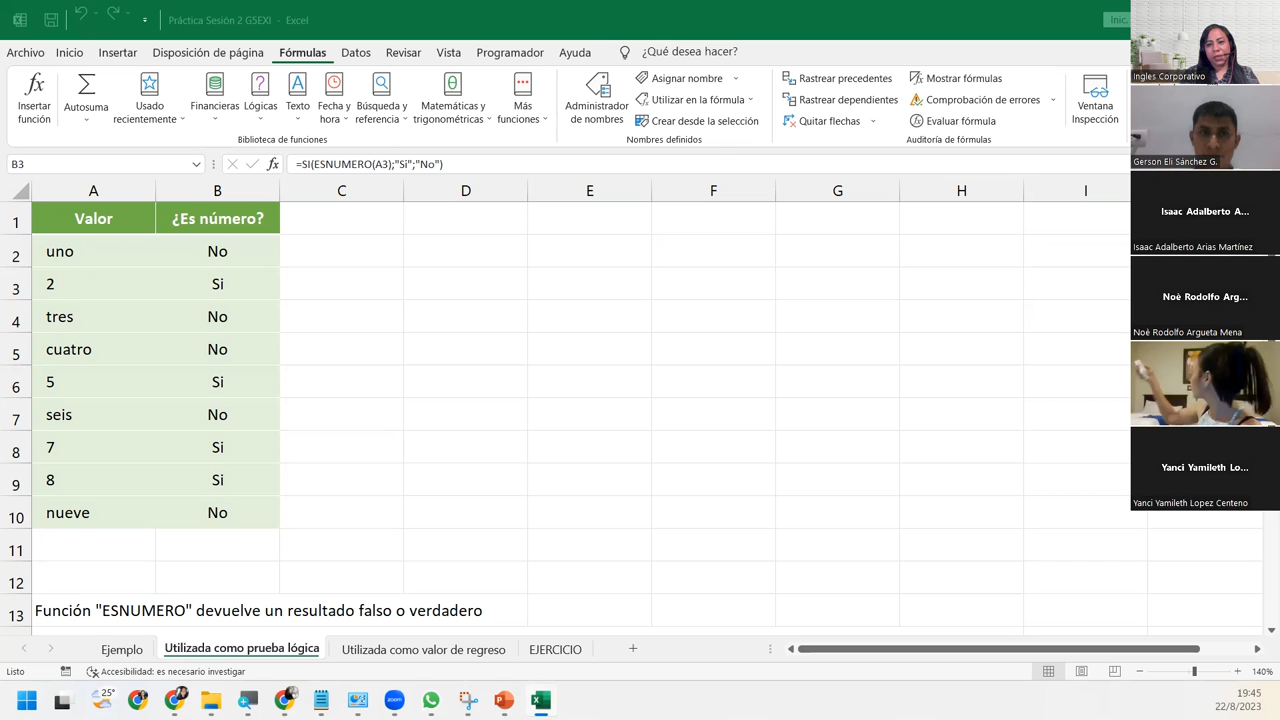 Práctica Sesión 2 G5EXI - Excel
Inic
Archivo Inicio Insertar Disposición de página Fórmulas Datos Revisar Vista Programador Ayuda ¿Qué desea hacer?
Insertar función
Autosuma
Usado recientemente
Financieras
Lógicas
Texto
Fecha y hora
Búsqueda y referencia
Matemáticas y trigonométricas
Más funciones
Biblioteca de funciones
Administrador de nombres
Asignar nombre
Utilizar en la fórmula
Crear desde la selección
Nombres definidos
Rastrear precedentes
Rastrear dependientes
Quitar flechas
Mostrar fórmulas
Comprobación de errores
Evaluar fórmula
Auditoría de fórmulas
Ventana Inspección
B3 fx =SI(ESNUMERO(A3);"Si";"No")
A B C D E F G H I
1 Valor ¿Es número?
2 uno No
3 2 Si
4 tres No
5 cuatro No
6 5 Si
7 seis No
8 7 Si
9 8 Si
10 nueve No
11
12
13 Función "ESNUMERO" devuelve un resultado falso o verdadero
Ejemplo Utilizada como prueba lógica Utilizada como valor de regreso EJERCICIO
Listo Accesibilidad: es necesario investigar 140%
25°
zoom
19:45
22/8/2023
Ingles Corporativo
Gerson Eli Sánchez G.
Isaac Adalberto A...
Isaac Adalberto Arias Martínez
Noè Rodolfo Arg...
Noè Rodolfo Argueta Mena
Yanci Yamileth Lo...
Yanci Yamileth Lopez Centeno